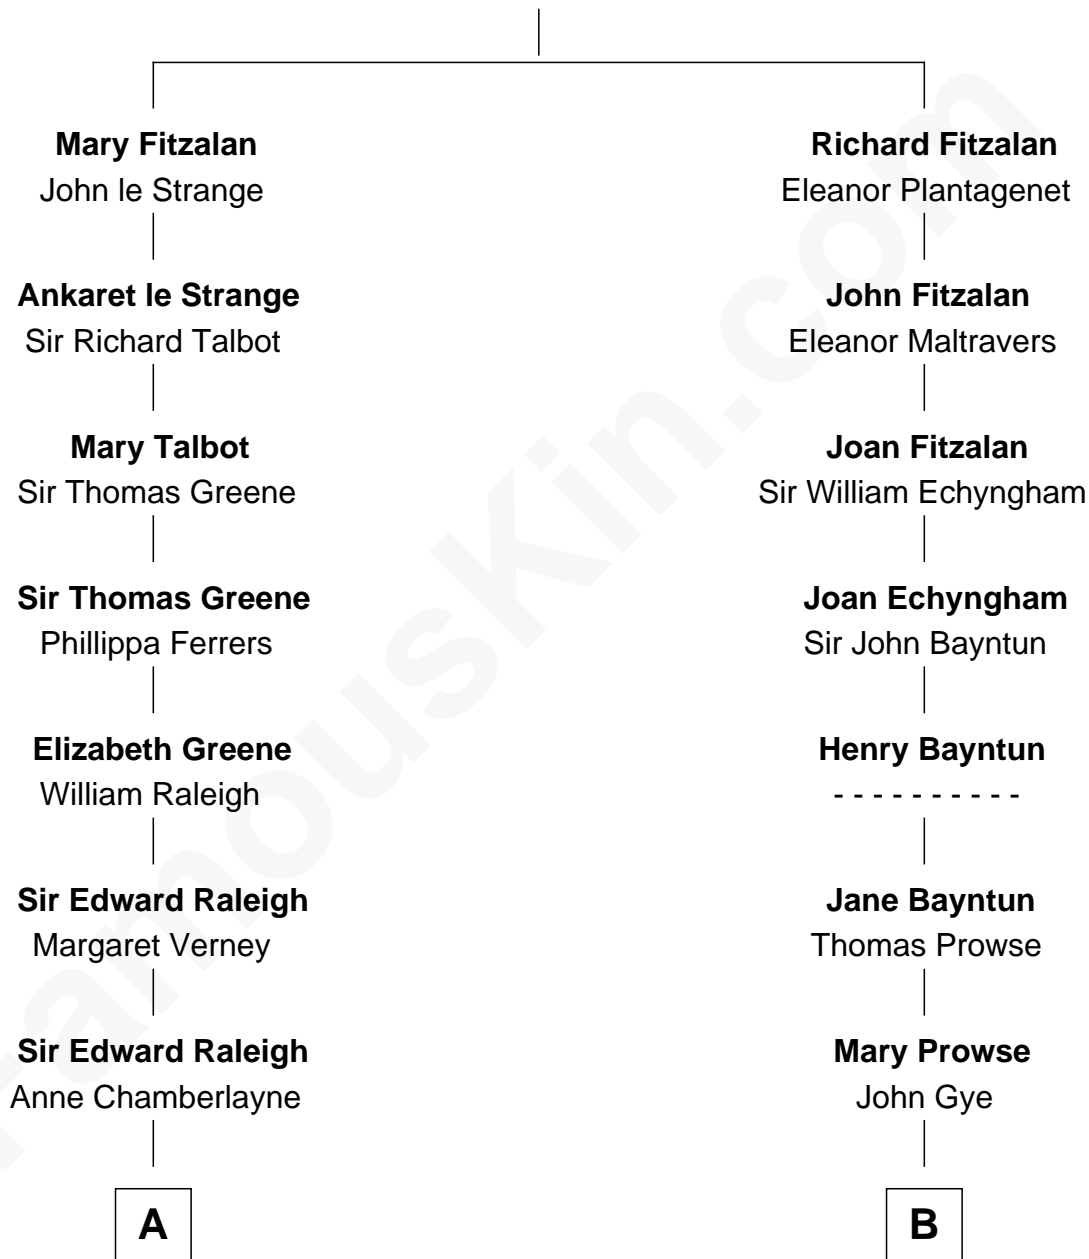 Mary Fitzalan
John le Strange
Richard Fitzalan
Eleanor Plantagenet
Ankaret le Strange
Sir Richard Talbot
John Fitzalan
Eleanor Maltravers
Mary Talbot
Sir Thomas Greene
Joan Fitzalan
Sir William Echyngham
Sir Thomas Greene
Phillippa Ferrers
Joan Echyngham
Sir John Bayntun
Elizabeth Greene
William Raleigh
Henry Bayntun
- - - - - - - - - -
Sir Edward Raleigh
Margaret Verney
Jane Bayntun
Thomas Prowse
Sir Edward Raleigh
Anne Chamberlayne
Mary Prowse
John Gye
A
B
FamousKin.com